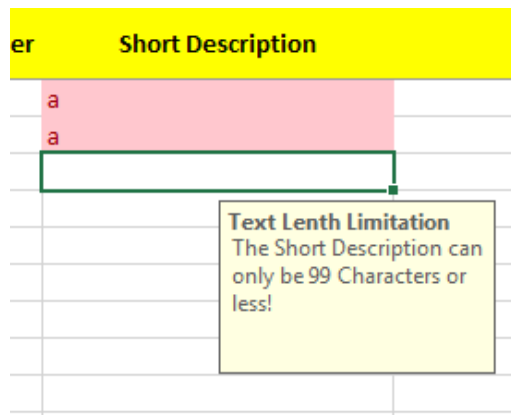 er Short Description
a
a
Text Lenth Limitation
The Short Description can
only be 99 Characters or
less!